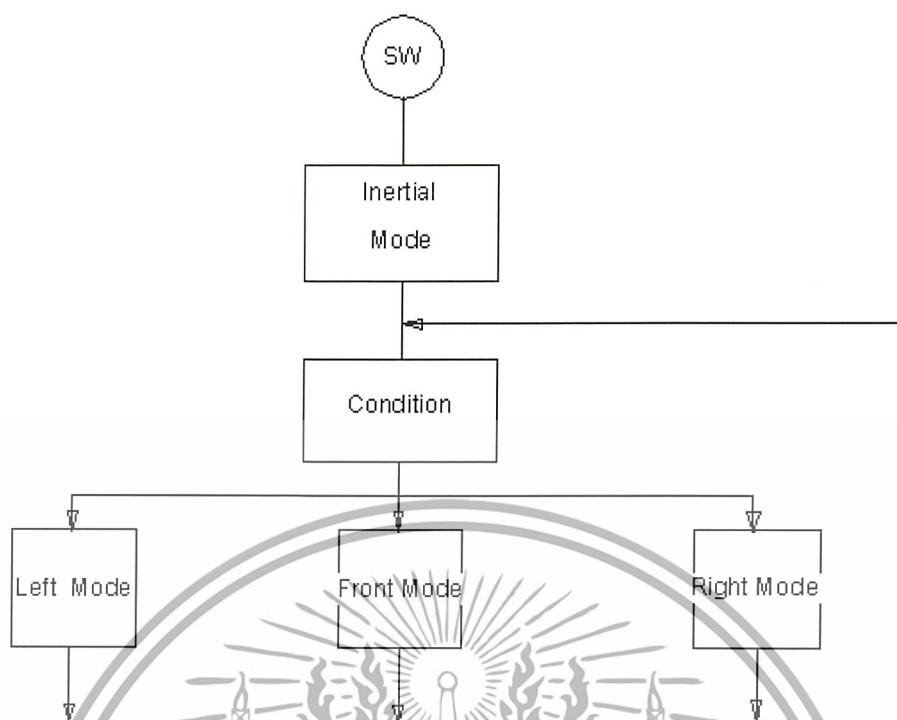 SW
Inertial
Mode
Condition
Left Mode
Front Mode
Right Mode